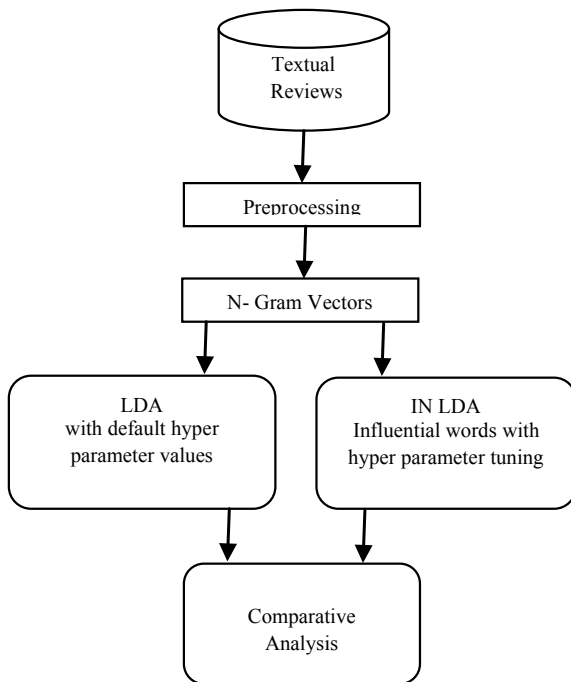 Textual
Reviews
Preprocessing
N- Gram Vectors
LDA
with default hyper
parameter values
IN LDA
Influential words with
hyper parameter tuning
Comparative
Analysis